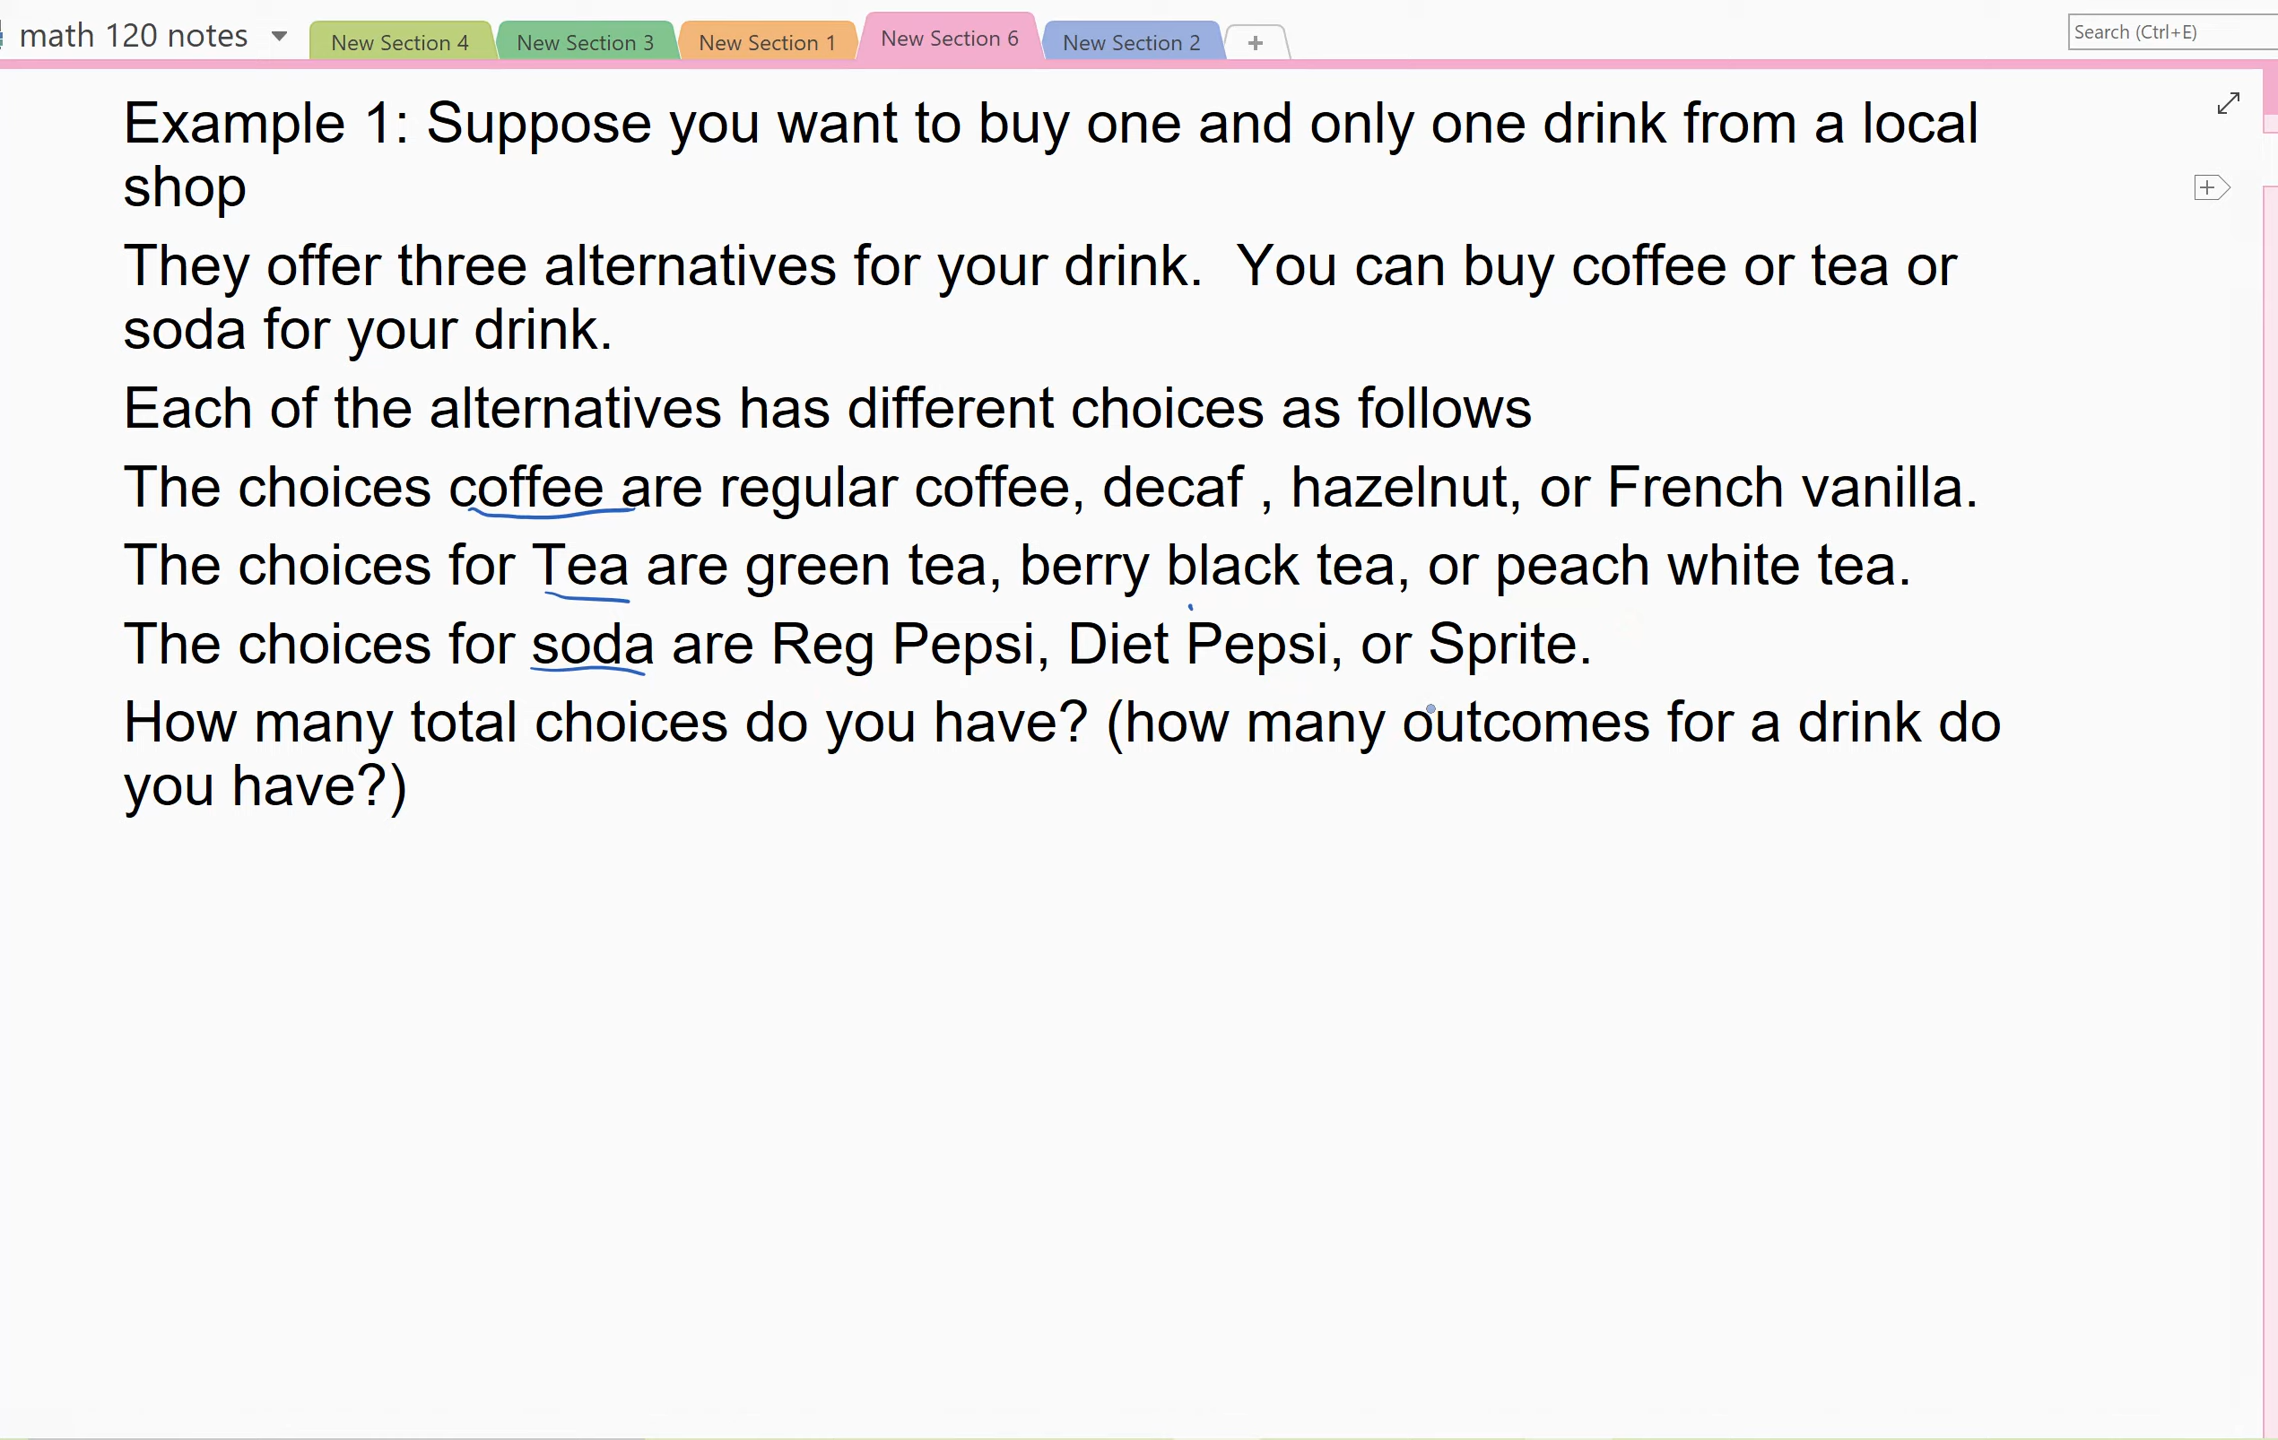 math 120 notes New Section 4 New Section 3 New Section 1 New Section 6 New Section 2 + Search (Ctrl+E)
Example 1: Suppose you want to buy one and only one drink from a local
shop
They offer three alternatives for your drink.  You can buy coffee or tea or
soda for your drink.
Each of the alternatives has different choices as follows
The choices coffee are regular coffee, decaf , hazelnut, or French vanilla.
The choices for Tea are green tea, berry black tea, or peach white tea.
The choices for soda are Reg Pepsi, Diet Pepsi, or Sprite.
How many total choices do you have? (how many outcomes for a drink do
you have?)